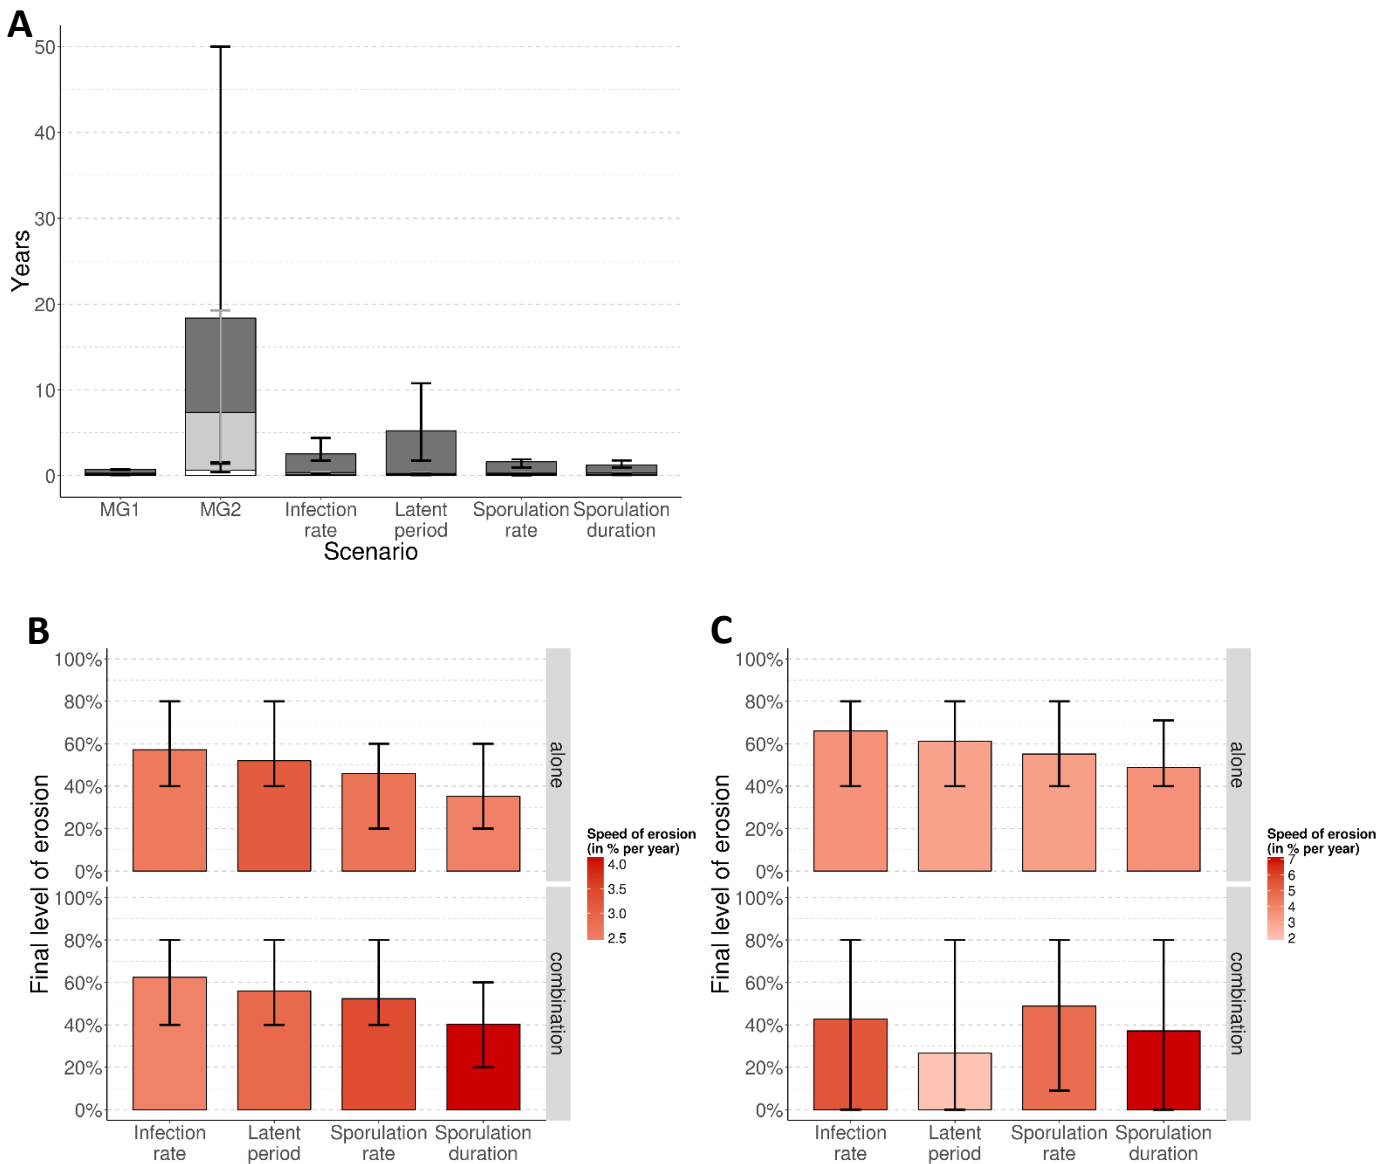 A
Years
50
40
30
20
10
0
MG1 MG2 Infection rate Latent period Sporulation rate Sporulation duration
Scenario
B
Final level of erosion
100%
80%
60%
40%
20%
0%
alone
100%
80%
60%
40%
20%
0%
combination
Infection rate Latent period Sporulation rate Sporulation duration
Speed of erosion
(in % per year)
4.0
3.5
3.0
2.5
C
Final level of erosion
100%
80%
60%
40%
20%
0%
alone
100%
80%
60%
40%
20%
0%
combination
Infection rate Latent period Sporulation rate Sporulation duration
Speed of erosion
(in % per year)
7
6
5
4
3
2